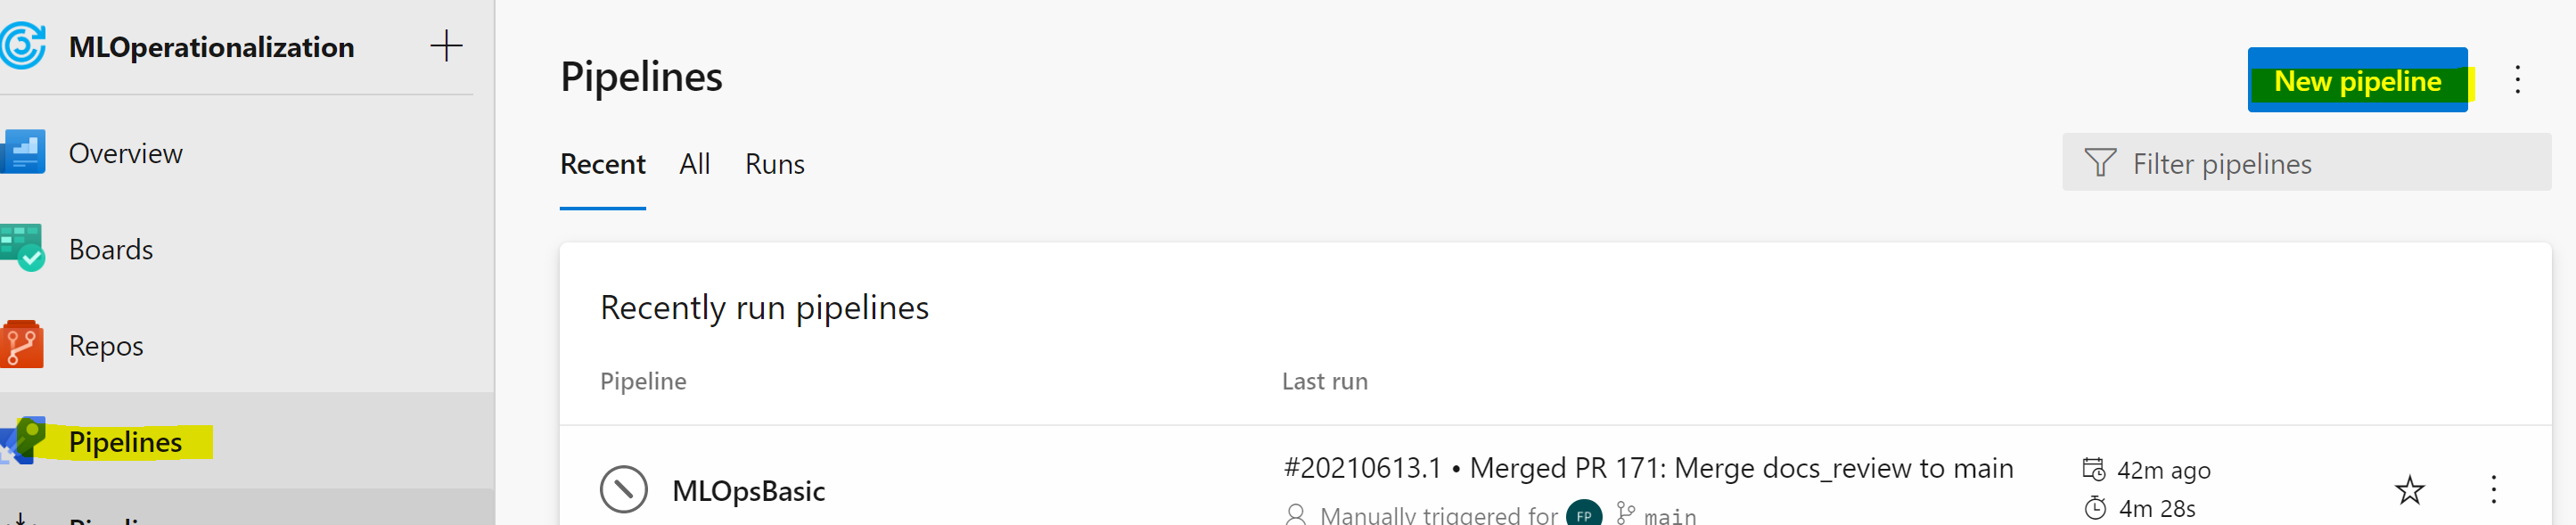 MLOperationalization
Overview
Boards
Repos
Pipelines
Pipelines
New pipeline
Recent All Runs
Filter pipelines
Recently run pipelines
Pipeline Last run
MLOpsBasic
#20210613.1 • Merged PR 171: Merge docs_review to main
Manually triggered for FP main
42m ago
4m 28s